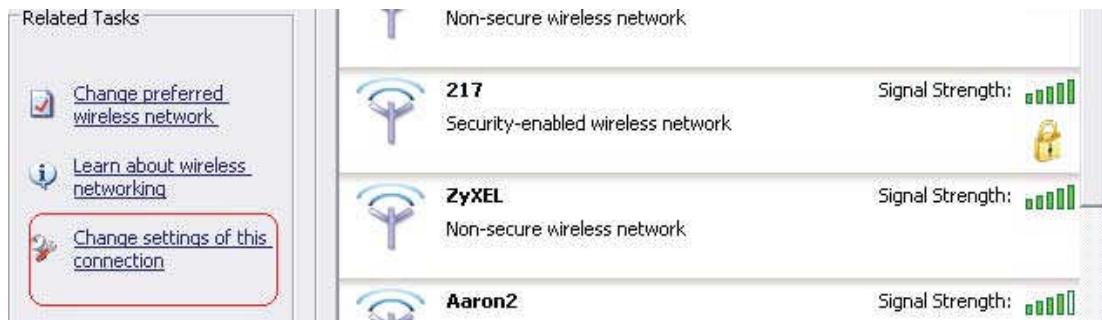 Related Tasks
Change preferred
wireless network
Learn about wireless
networking
Change settings of this
connection
Non-secure wireless network
217
Signal Strength:
Security-enabled wireless network
ZyXEL
Signal Strength:
Non-secure wireless network
Aaron2
Signal Strength: